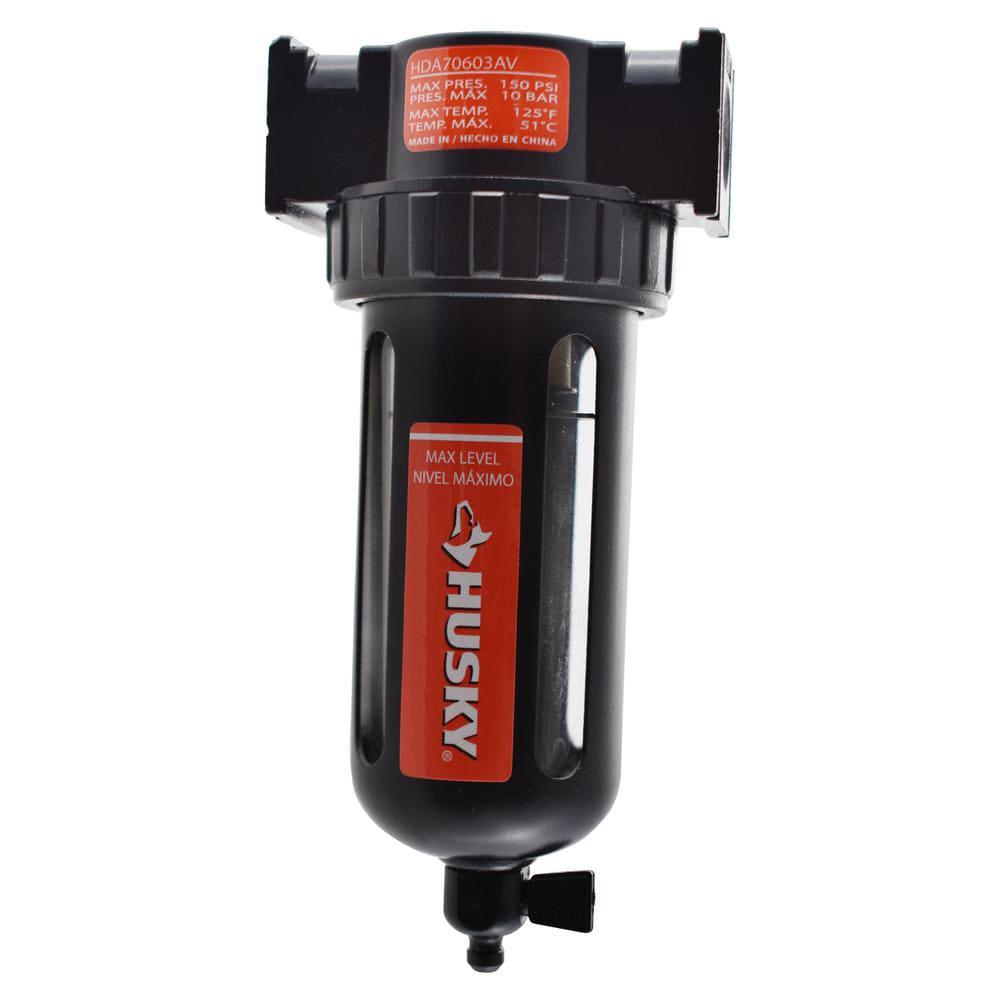 HDA70603AV
MAX PRES. 150 PSI
PRES. MÁX 10 BAR
MAX TEMP. 125°F
TEMP. MÁX. 51°C
MADE IN / HECHO EN CHINA
MAX LEVEL
NIVEL MÁXIMO
HUSKY®